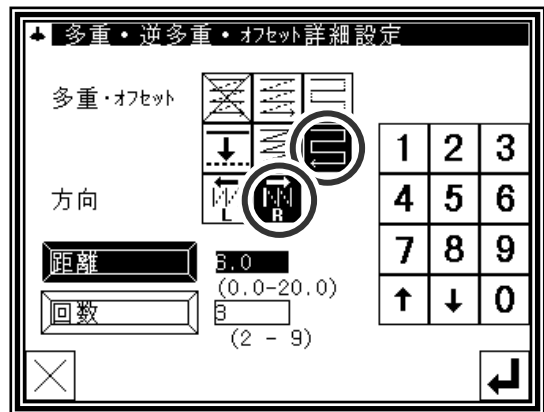 多重・逆多重・オフセット詳細設定
多重・オフセット
方向
L
R
1 2 3
4 5 6
7 8 9
0
距離
6.0
(0.0-20.0)
回数
3
(2 - 9)